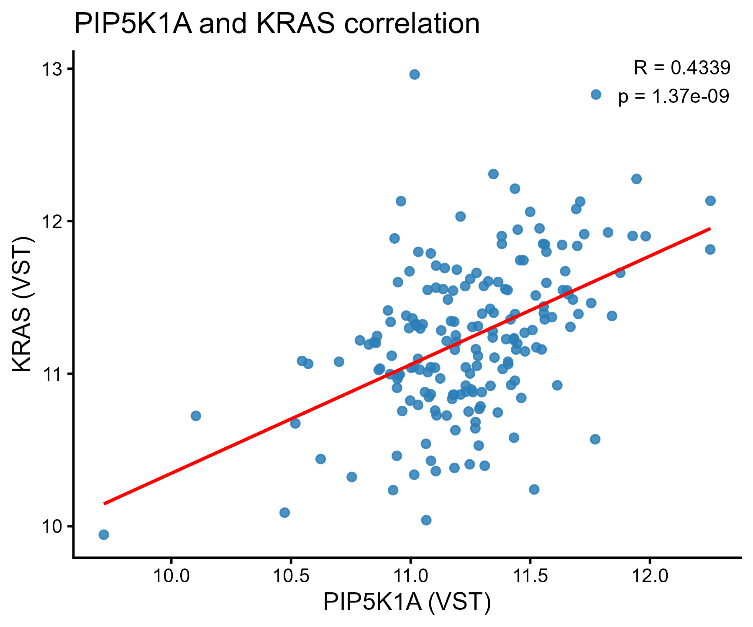 PIP5K1A and KRAS correlation
R = 0.4339
p = 1.37e-09
13
12
11
10
KRAS (VST)
10.0 10.5 11.0 11.5 12.0
PIP5K1A (VST)